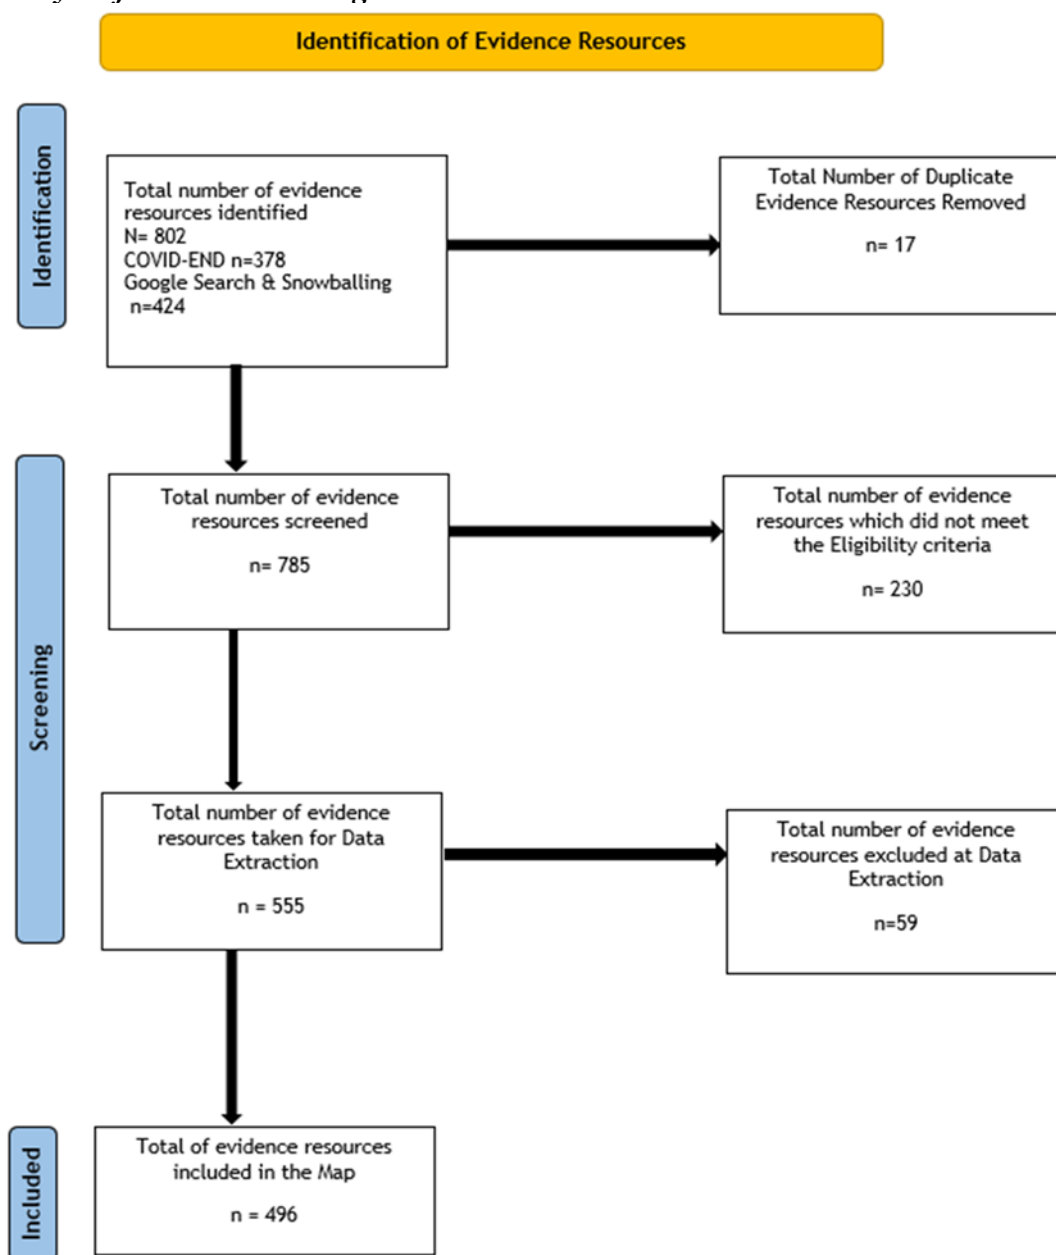 Identification of Evidence Resources
Identification
Total number of evidence
resources identified
N= 802
COVID-END n=378
Google Search & Snowballing
n=424
Total Number of Duplicate
Evidence Resources Removed
n= 17
Screening
Total number of evidence
resources screened
n= 785
Total number of evidence
resources which did not meet
the Eligibility criteria
n= 230
Total number of evidence
resources taken for Data
Extraction
n = 555
Total number of evidence
resources excluded at Data
Extraction
n=59
Included
Total of evidence resources
included in the Map
n = 496